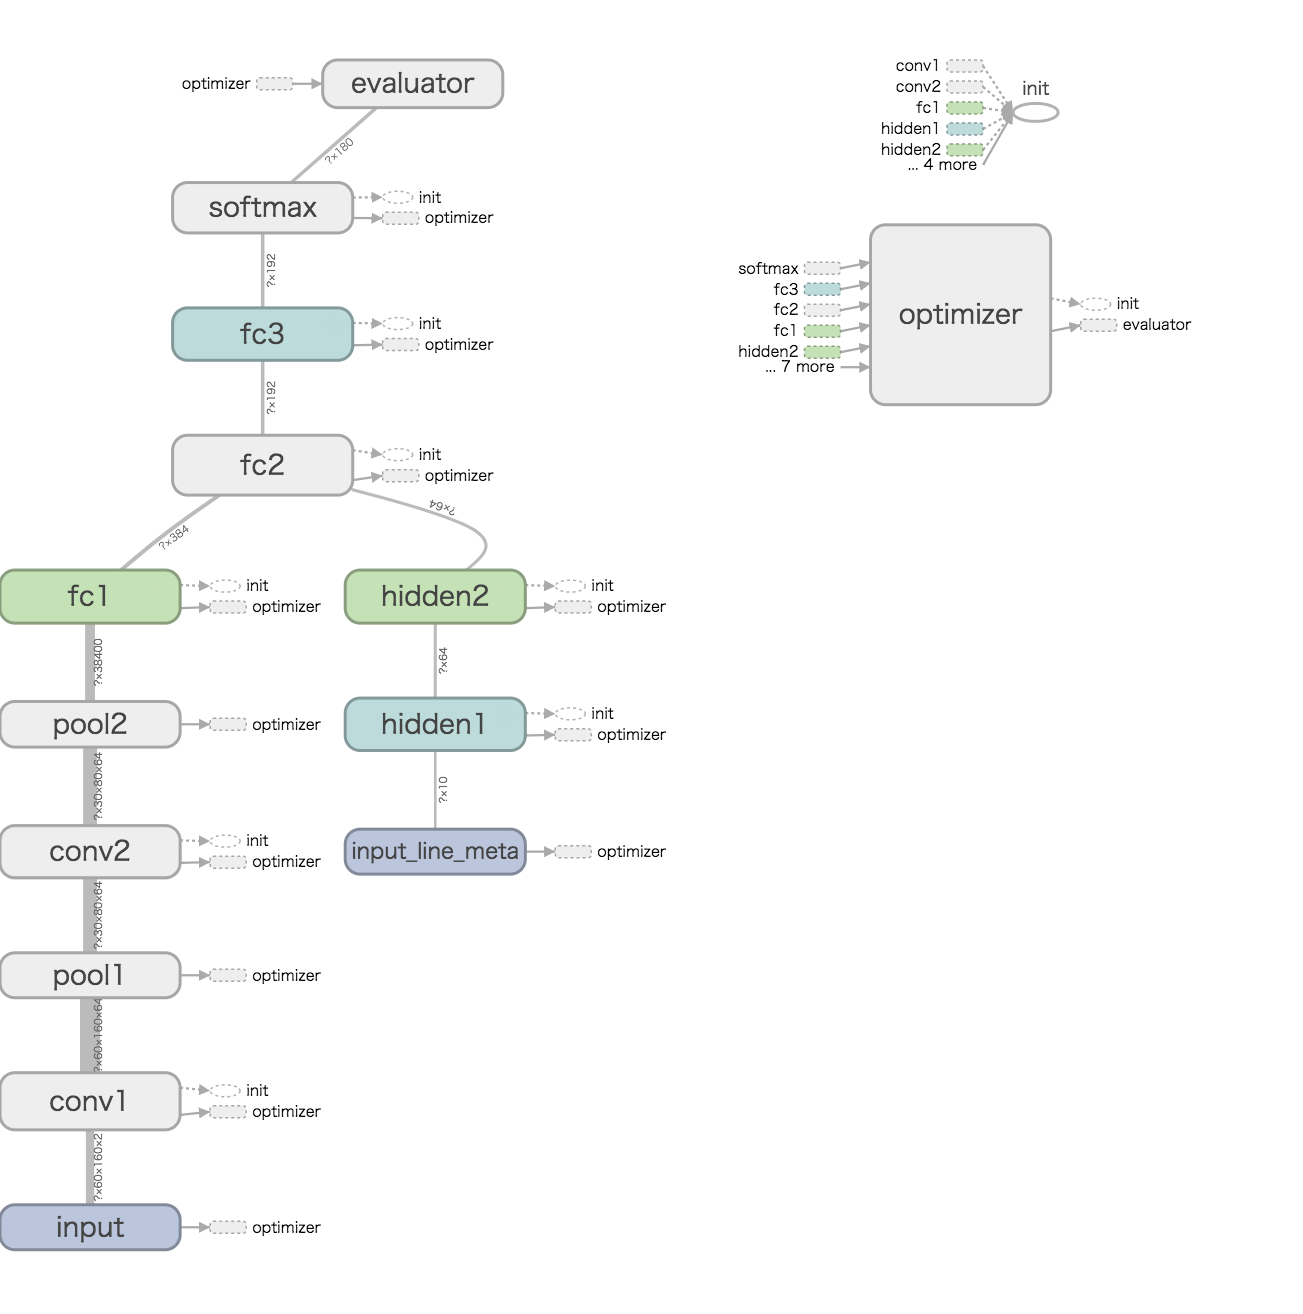 optimizer
evaluator
?×180
softmax
init
optimizer
?×192
fc3
init
optimizer
?×192
fc2
init
optimizer
?×384
?×64
fc1
init
optimizer
hidden2
init
optimizer
?×38400
?×64
pool2
optimizer
hidden1
init
optimizer
?×30×80×64
?×10
conv2
init
optimizer
input_line_meta
optimizer
?×30×80×64
pool1
optimizer
?×60×160×64
conv1
init
optimizer
?×60×160×2
input
optimizer
conv1
conv2
fc1
hidden1
hidden2
... 4 more
init
softmax
fc3
fc2
fc1
hidden2
... 7 more
optimizer
init
evaluator